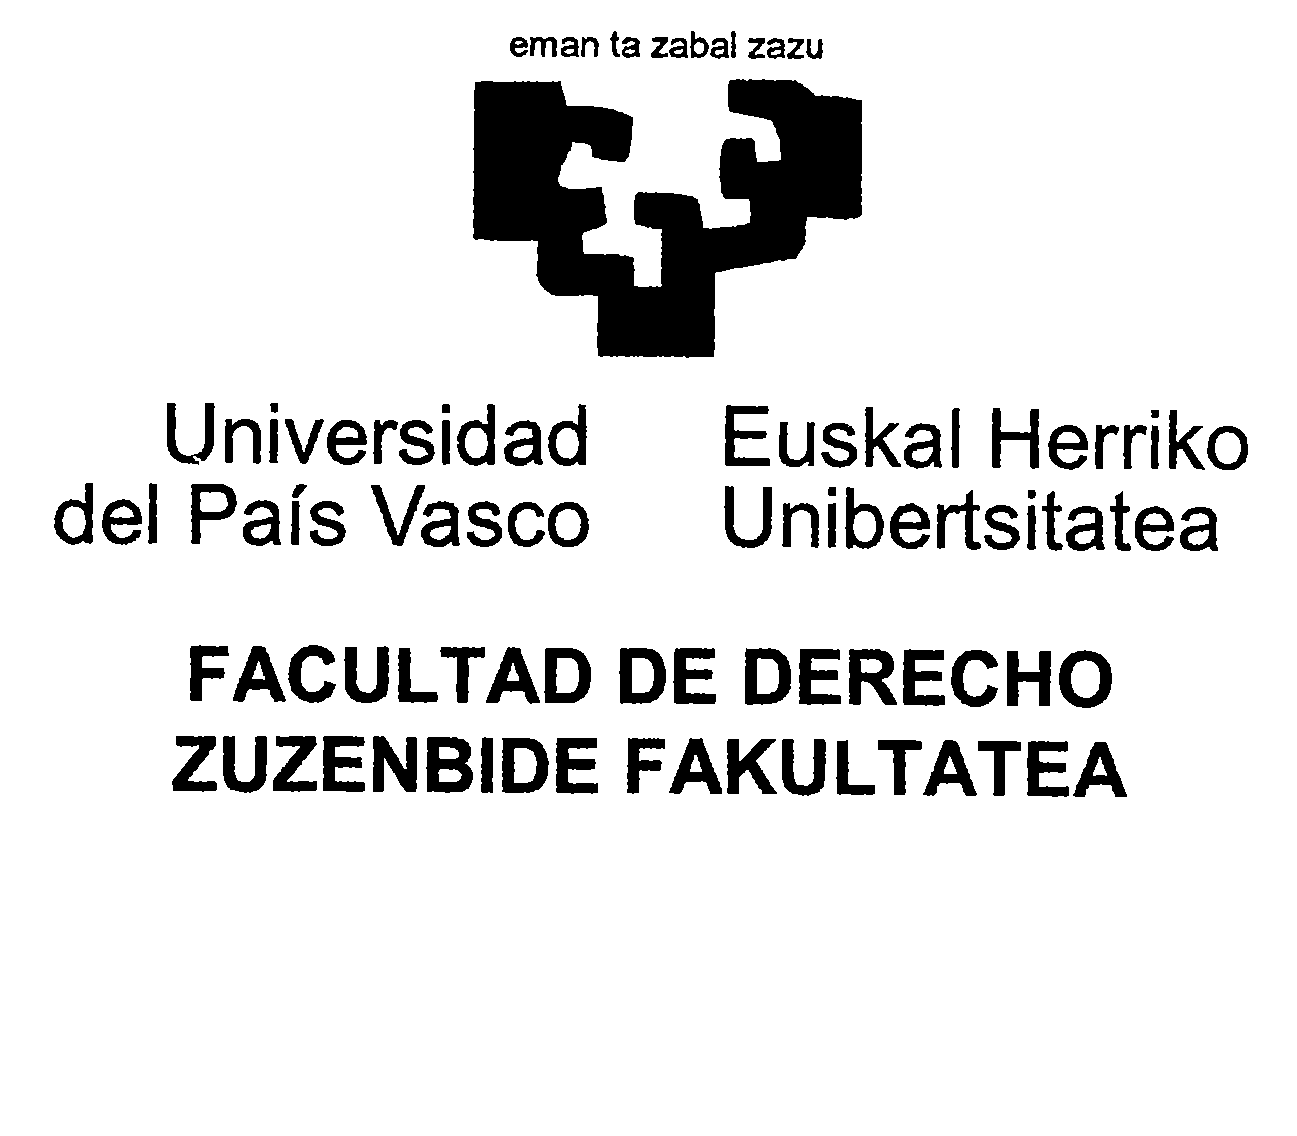 eman ta zabal zazu
Universidad
del País Vasco
Euskal Herriko
Unibertsitatea
FACULTAD DE DERECHO
ZUZENBIDE FAKULTATEA